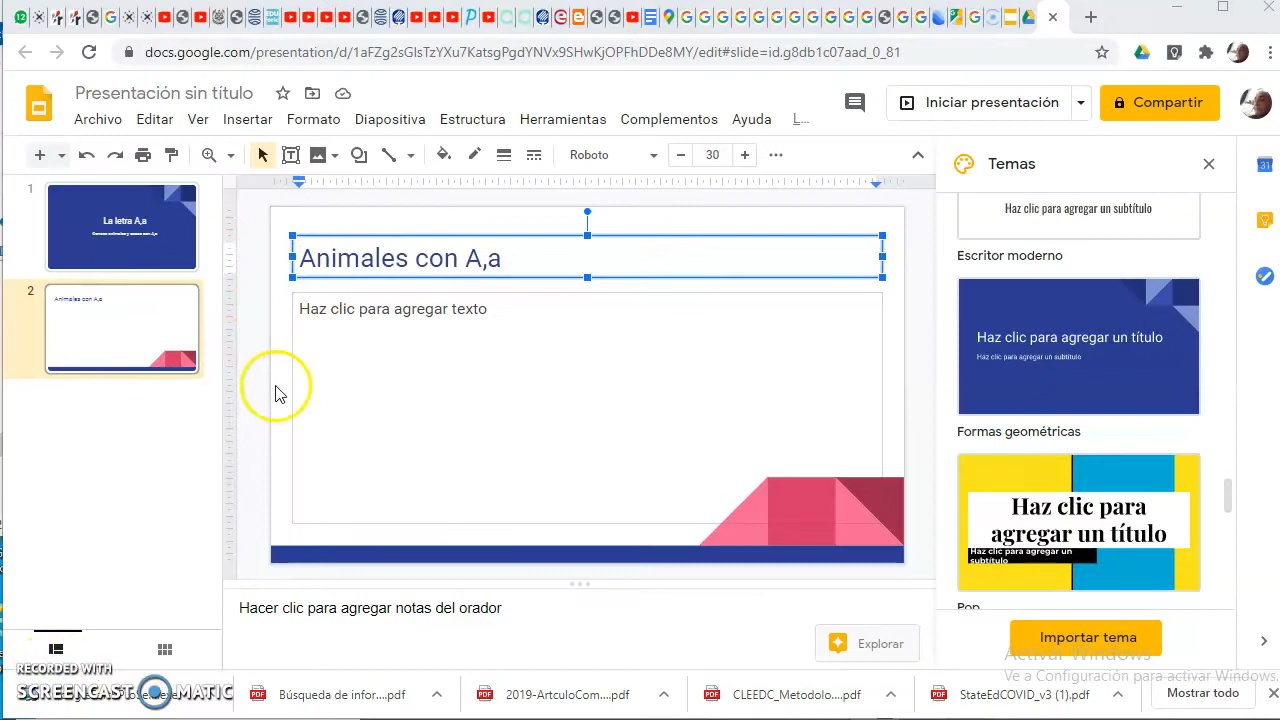 12
docs.google.com/presentation/d/1aFZg2sGlsTzYXu7KatsgPgdYNVx9SHwKjOPFhDDe8MY/edit#slide=id.g8db1c07aad_0_81
Presentación sin título
Iniciar presentación
Compartir
Archivo Editar Ver Insertar Formato Diapositiva Estructura Herramientas Complementos Ayuda L...
Roboto
30
Temas
1
La letra A,a
2
Animales con A,a
Animales con A,a
Haz clic para agregar texto
Hacer clic para agregar notas del orador
Explorar
Haz clic para agregar un subtítulo
Escritor moderno
Haz clic para agregar un título
Haz clic para agregar un subtítulo
Formas geométricas
Haz clic para
agregar un título
Haz clic para agregar un
subtítulo
Pop
Importar tema
Activar Windows
Ve a Configuración para activar Windows.
31
RECORDED WITH
SCREENCAST MATIC
Búsqueda de infor....pdf
2019-ArtculoCom....pdf
CLEEDC_Metodolo....pdf
StateEdCOVID_v3 (1).pdf
Mostrar todo